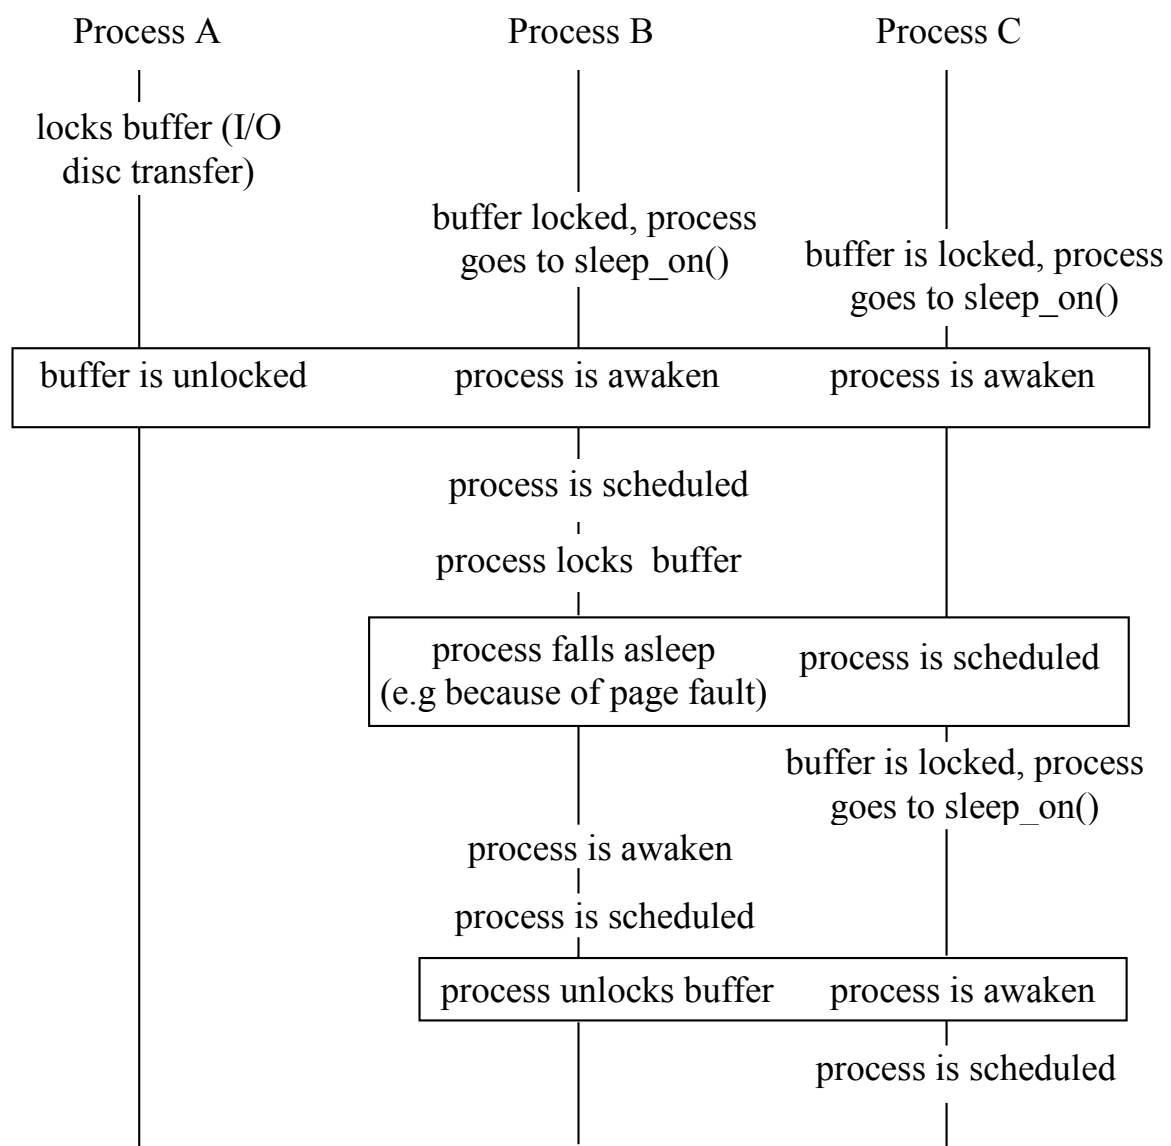 Process A
Process B
Process C
locks buffer (I/O
disc transfer)
buffer locked, process
goes to sleep_on()
buffer is locked, process
goes to sleep_on()
buffer is unlocked
process is awaken
process is awaken
process is scheduled
process locks  buffer
process falls asleep
(e.g because of page fault)
process is scheduled
buffer is locked, process
goes to sleep_on()
process is awaken
process is scheduled
process unlocks buffer
process is awaken
process is scheduled